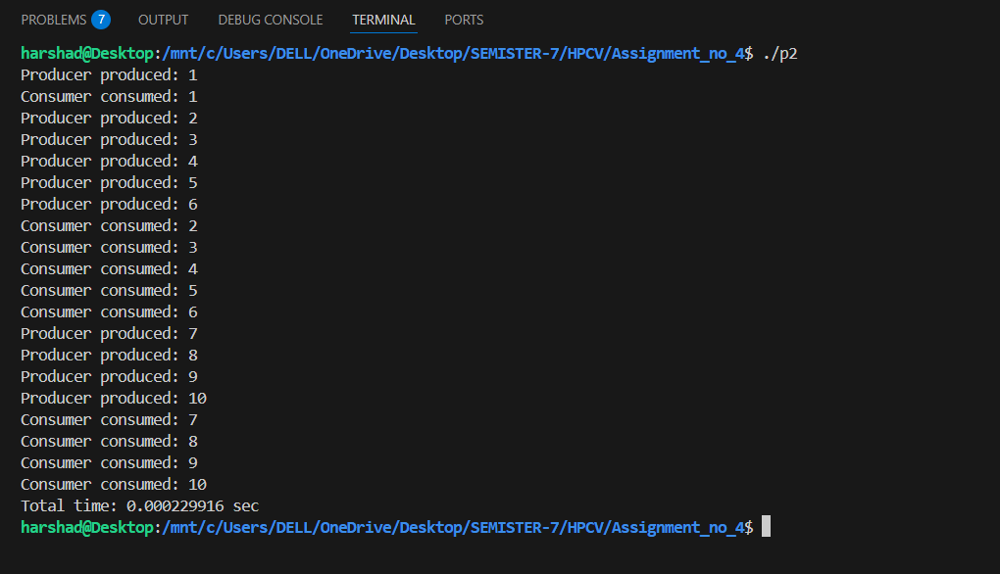 PROBLEMS 7 OUTPUT DEBUG CONSOLE TERMINAL PORTS
harshad@Desktop:/mnt/c/Users/DELL/OneDrive/Desktop/SEMISTER-7/HPCV/Assignment_no_4$ ./p2
Producer produced: 1
Consumer consumed: 1
Producer produced: 2
Producer produced: 3
Producer produced: 4
Producer produced: 5
Producer produced: 6
Consumer consumed: 2
Consumer consumed: 3
Consumer consumed: 4
Consumer consumed: 5
Consumer consumed: 6
Producer produced: 7
Producer produced: 8
Producer produced: 9
Producer produced: 10
Consumer consumed: 7
Consumer consumed: 8
Consumer consumed: 9
Consumer consumed: 10
Total time: 0.000229916 sec
harshad@Desktop:/mnt/c/Users/DELL/OneDrive/Desktop/SEMISTER-7/HPCV/Assignment_no_4$